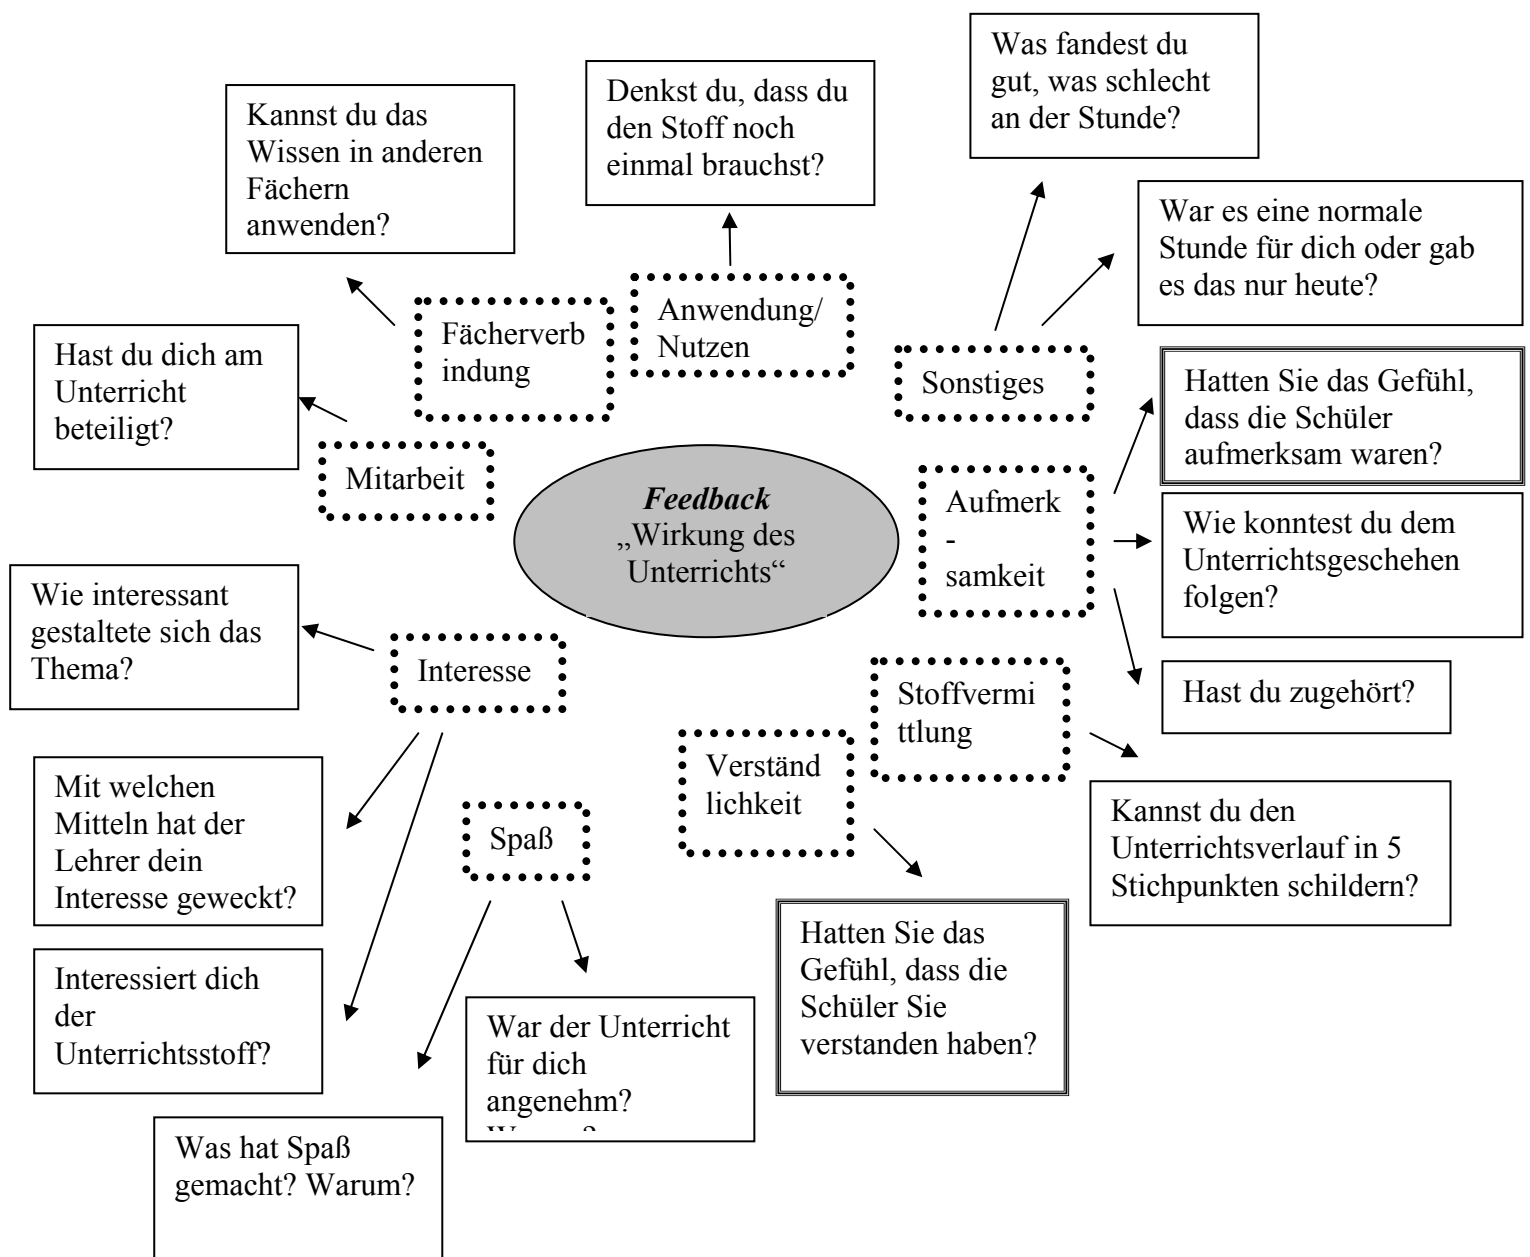 Was fandest du
gut, was schlecht
an der Stunde?
Denkst du, dass du
den Stoff noch
einmal brauchst?
Kannst du das
Wissen in anderen
Fächern
anwenden?
War es eine normale
Stunde für dich oder gab
es das nur heute?
Anwendung/
Nutzen
Fächerverb
indung
Sonstiges
Hast du dich am
Unterricht
beteiligt?
Hatten Sie das Gefühl,
dass die Schüler
aufmerksam waren?
Mitarbeit
Feedback
„Wirkung des
Unterrichts“
Aufmerk
-
samkeit
Wie konntest du dem
Unterrichtsgeschehen
folgen?
Wie interessant
gestaltete sich das
Thema?
Interesse
Stoffvermi
ttlung
Hast du zugehört?
Verständ
lichkeit
Mit welchen
Mitteln hat der
Lehrer dein
Interesse geweckt?
Spaß
Kannst du den
Unterrichtsverlauf in 5
Stichpunkten schildern?
Hatten Sie das
Gefühl, dass die
Schüler Sie
verstanden haben?
Interessiert dich
der
Unterrichtsstoff?
War der Unterricht
für dich
angenehm?
Was hat Spaß
gemacht? Warum?